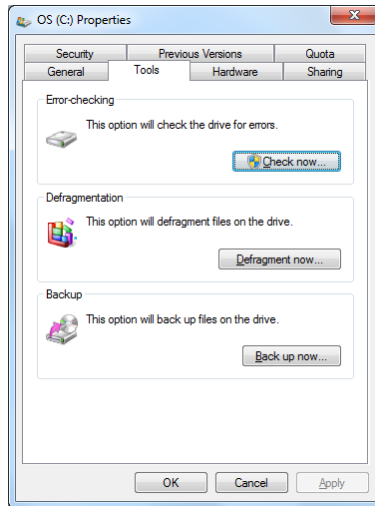 OS (C:) Properties
Security Previous Versions Quota
General Tools Hardware Sharing
Error-checking
This option will check the drive for errors.
Check now...
Defragmentation
This option will defragment files on the drive.
Defragment now...
Backup
This option will back up files on the drive.
Back up now...
OK Cancel Apply